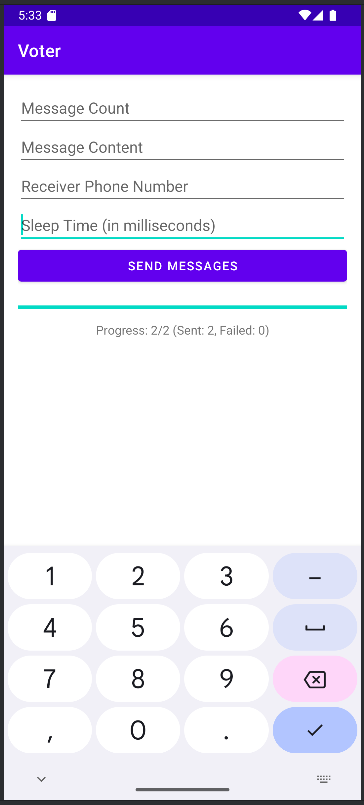 5:33
Voter
Message Count
Message Content
Receiver Phone Number
Sleep Time (in milliseconds)
SEND MESSAGES
Progress: 2/2 (Sent: 2, Failed: 0)
1 2 3 –
4 5 6
7 8 9
, 0 .